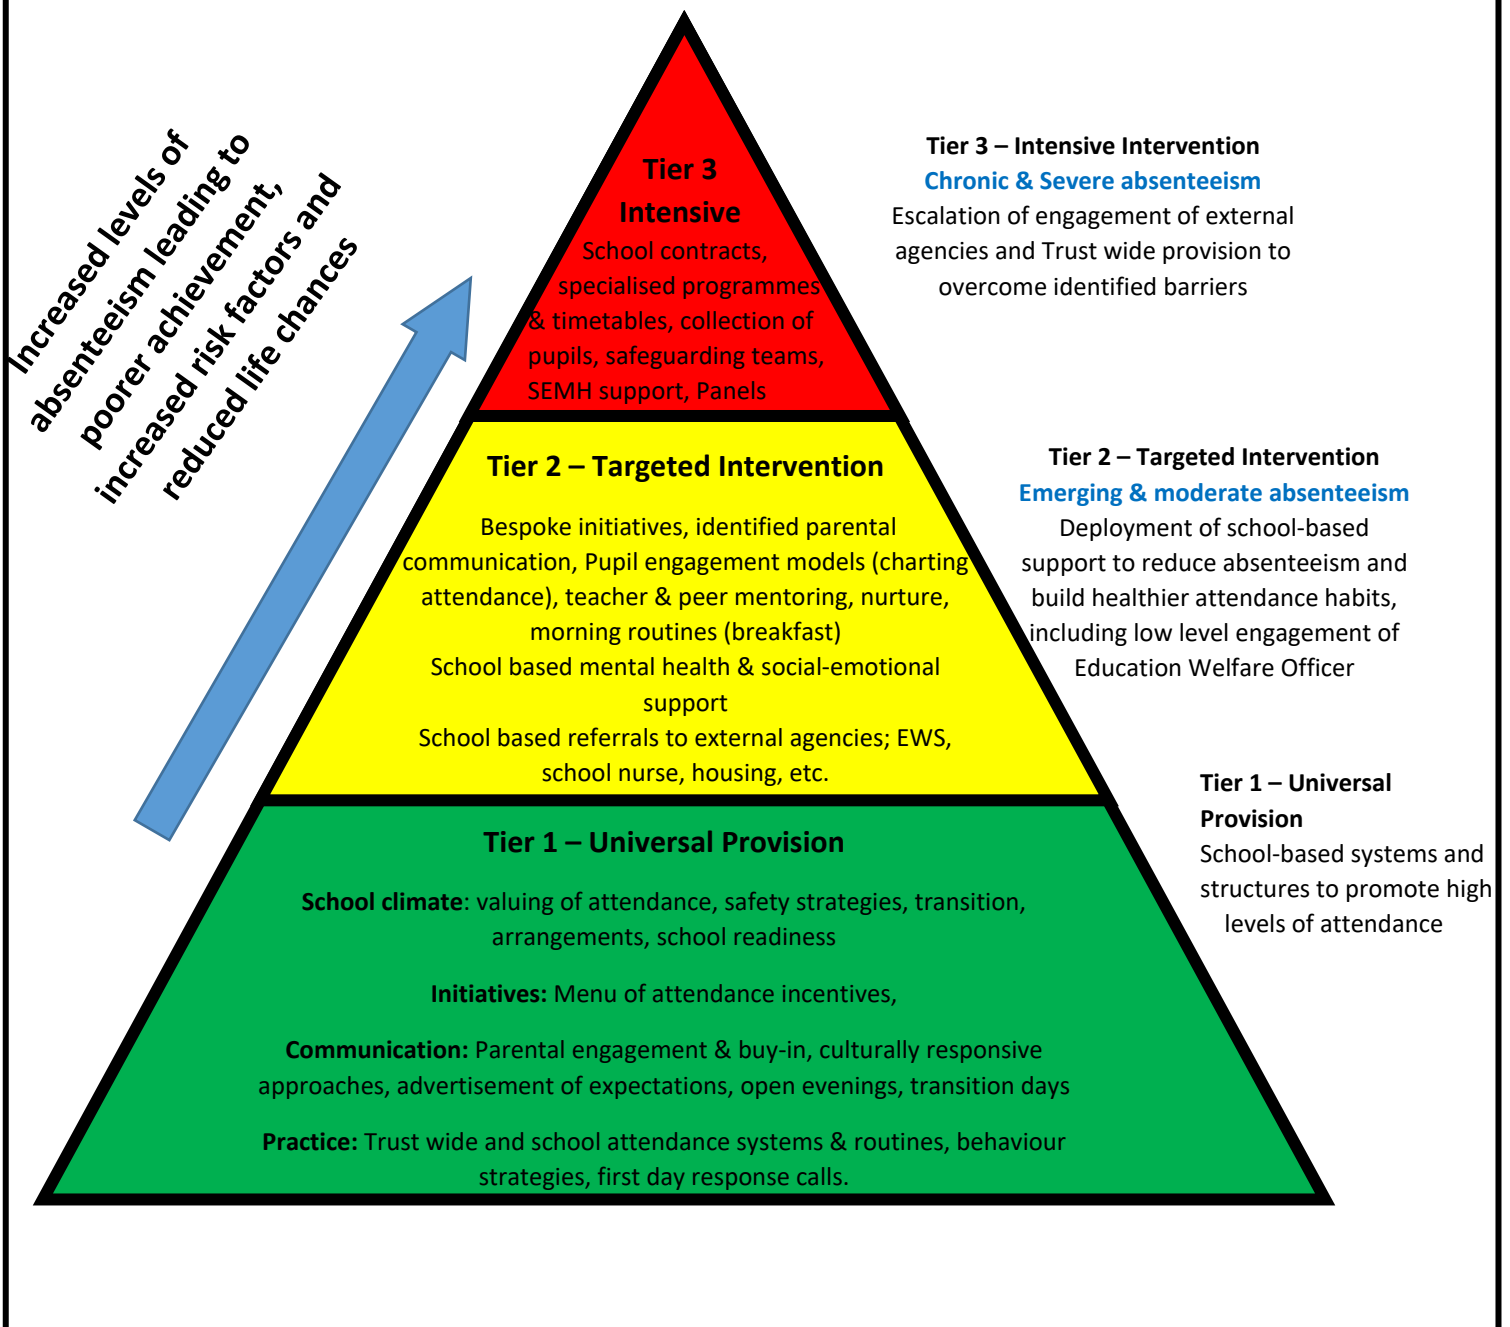 Increased levels of
absenteeism leading to
poorer achievement,
increased risk factors and
reduced life chances
Tier 3
Intensive
School contracts,
specialised programmes
& timetables, collection of
pupils, safeguarding teams,
SEMH support, Panels
Tier 3 – Intensive Intervention
Chronic & Severe absenteeism
Escalation of engagement of external
agencies and Trust wide provision to
overcome identified barriers
Tier 2 – Targeted Intervention
Bespoke initiatives, identified parental
communication, Pupil engagement models (charting
attendance), teacher & peer mentoring, nurture,
morning routines (breakfast)
School based mental health & social-emotional
support
School based referrals to external agencies; EWS,
school nurse, housing, etc.
Tier 2 – Targeted Intervention
Emerging & moderate absenteeism
Deployment of school-based
support to reduce absenteeism and
build healthier attendance habits,
including low level engagement of
Education Welfare Officer
Tier 1 – Universal Provision
School climate: valuing of attendance, safety strategies, transition,
arrangements, school readiness
Initiatives: Menu of attendance incentives,
Communication: Parental engagement & buy-in, culturally responsive
approaches, advertisement of expectations, open evenings, transition days
Practice: Trust wide and school attendance systems & routines, behaviour
strategies, first day response calls.
Tier 1 – Universal
Provision
School-based systems and
structures to promote high
levels of attendance